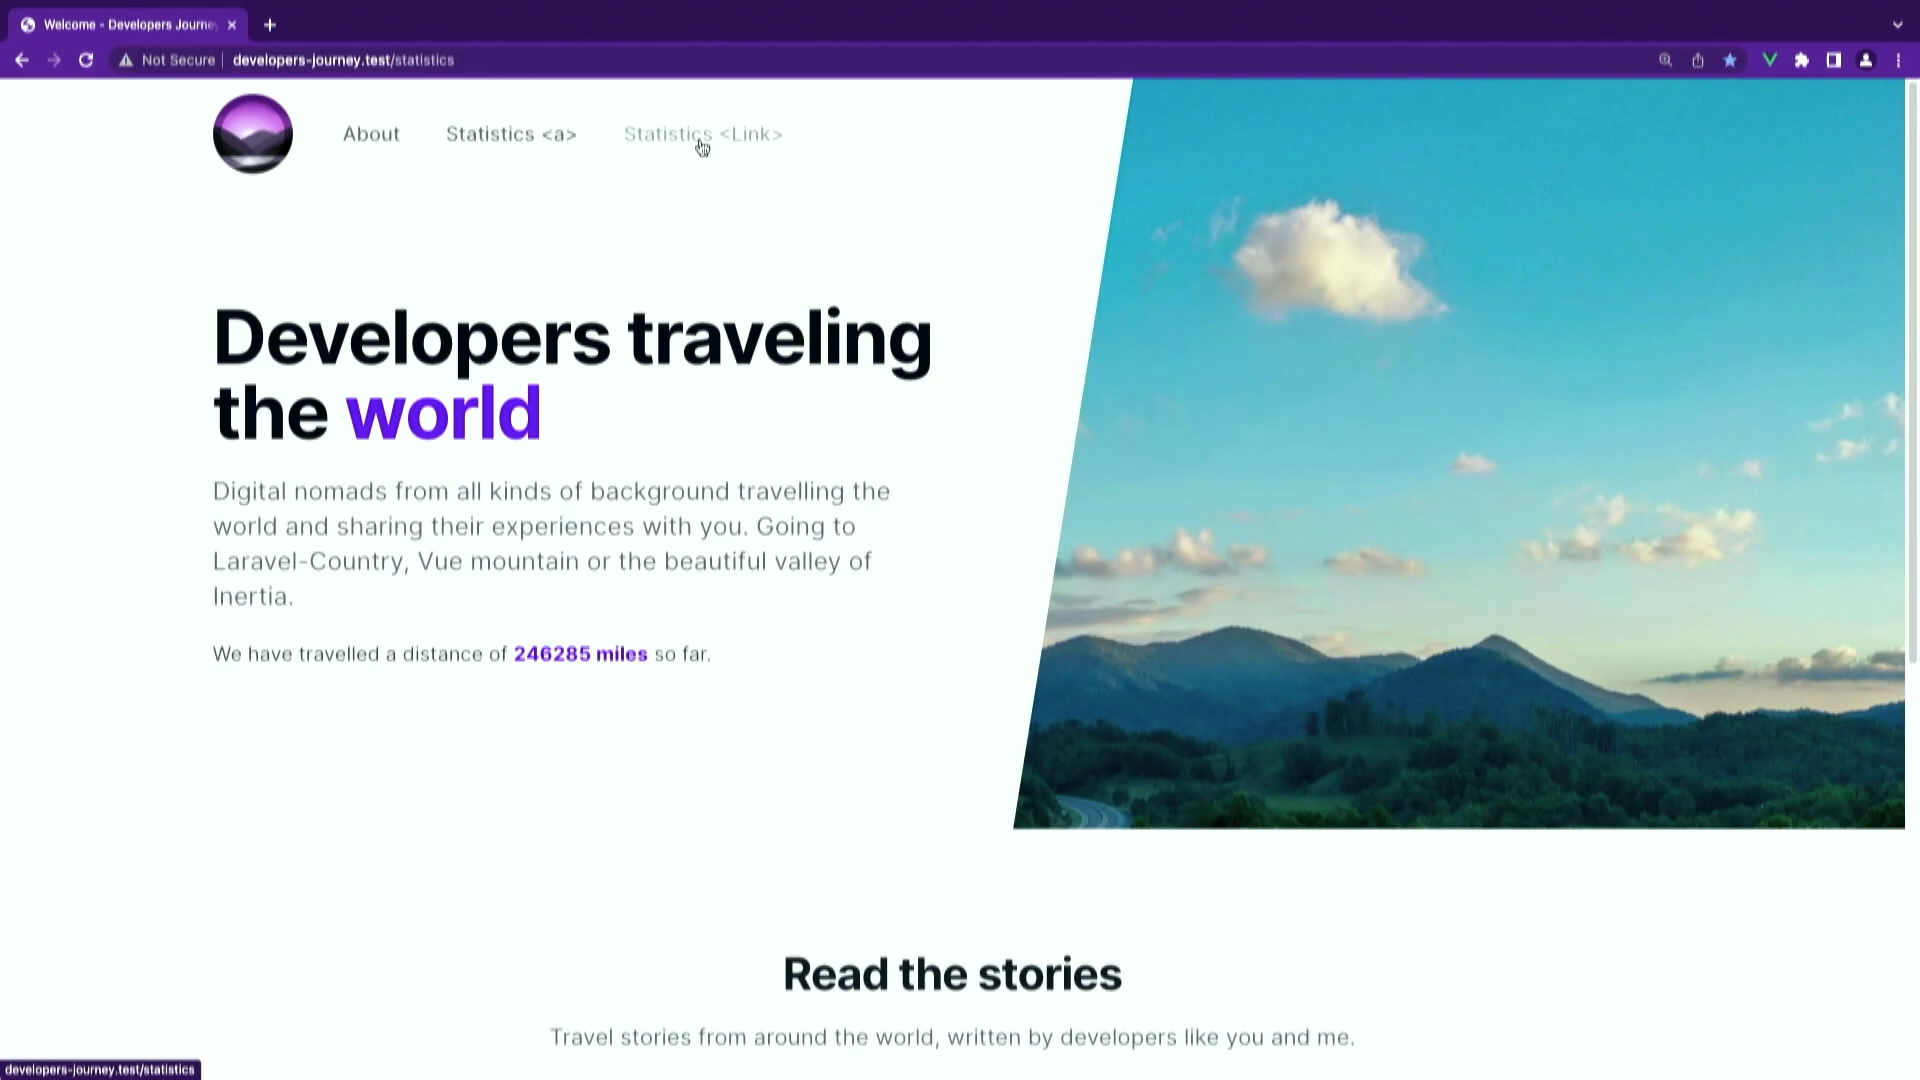 Welcome - Developers Journe
Not Secure
developers-journey.test/statistics
About
Statistics <a>
Statistics <Link>
Developers traveling
the world
Digital nomads from all kinds of background travelling the
world and sharing their experiences with you. Going to
Laravel-Country, Vue mountain or the beautiful valley of
Inertia.
We have travelled a distance of 246285 miles so far.
Read the stories
Travel stories from around the world, written by developers like you and me.
developers-journey.test/statistics